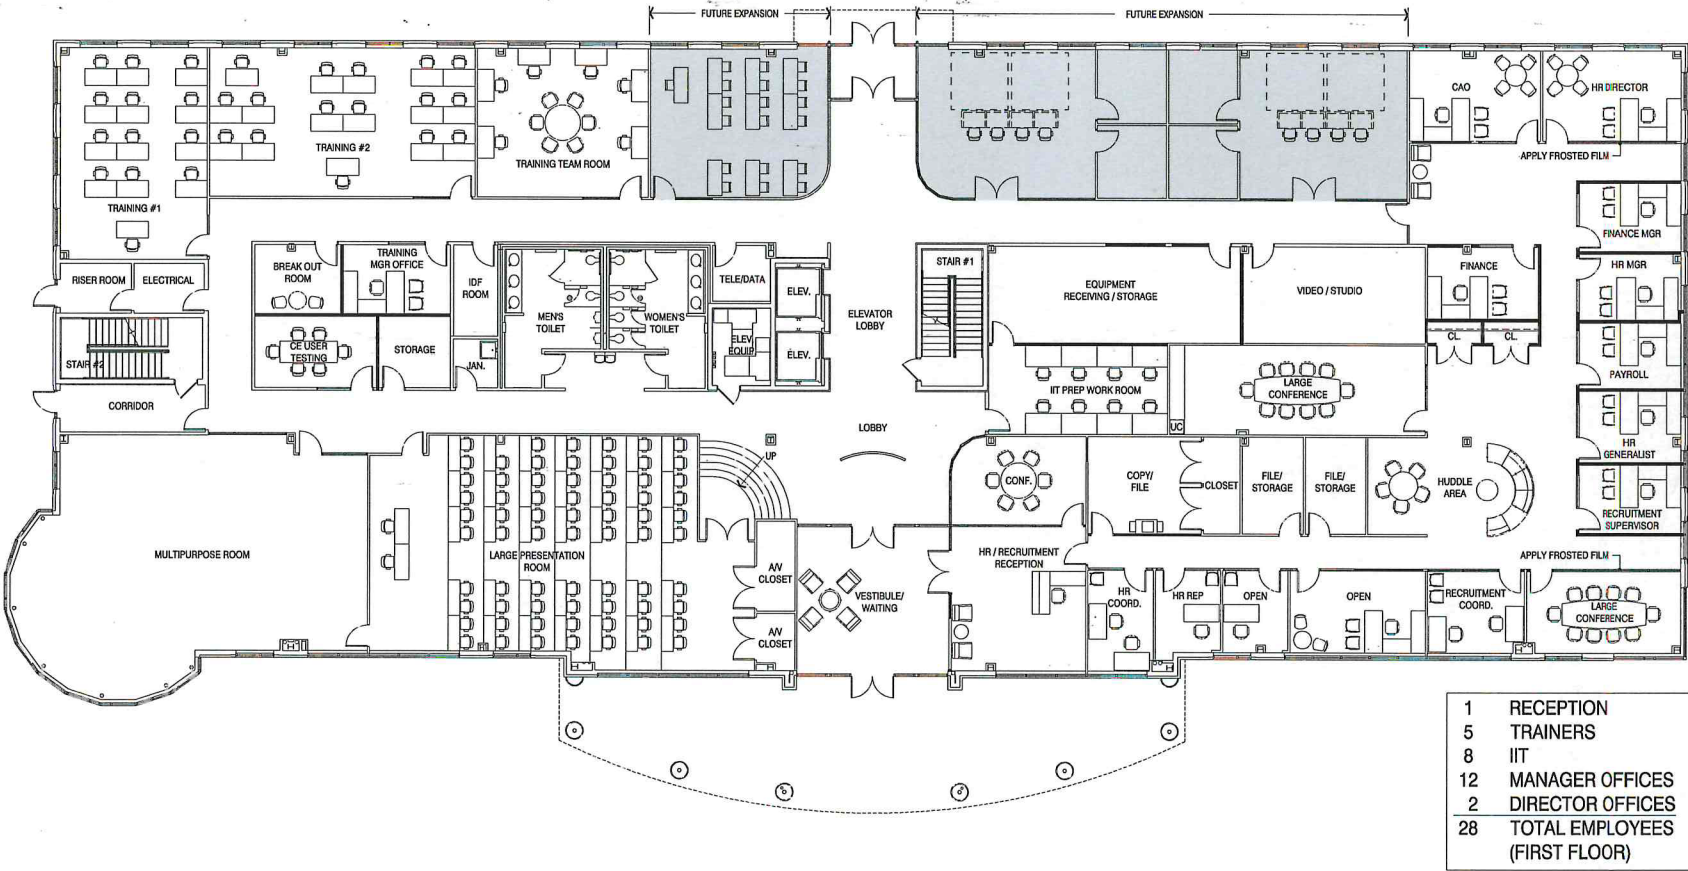 FUTURE EXPANSION
FUTURE EXPANSION
CAO
HR DIRECTOR
TRAINING #2
TRAINING TEAM ROOM
APPLY FROSTED FILM
TRAINING #1
FINANCE MGR
BREAK OUT
ROOM
TRAINING
MGR OFFICE
STAIR #1
FINANCE
HR MGR
RISER ROOM
ELECTRICAL
IDF
ROOM
TELE/DATA
ELEV.
EQUIPMENT
RECEIVING / STORAGE
VIDEO / STUDIO
MEN'S
TOILET
WOMEN'S
TOILET
ELEVATOR
LOBBY
CL.
CL.
CE USER
TESTING
STORAGE
ELEV.
EQUIP
ELEV.
STAIR #2
JAN.
PAYROLL
IIT PREP WORK ROOM
LARGE
CONFERENCE
CORRIDOR
LOBBY
UC
HR
GENERALIST
UP
CONF.
COPY/
FILE
CLOSET
FILE/
STORAGE
FILE/
STORAGE
HUDDLE
AREA
RECRUITMENT
SUPERVISOR
MULTIPURPOSE ROOM
LARGE PRESENTATION
ROOM
HR / RECRUITMENT
RECEPTION
APPLY FROSTED FILM
A/V
CLOSET
VESTIBULE/
WAITING
HR
COORD.
HR REP
OPEN
OPEN
RECRUITMENT
COORD.
LARGE
CONFERENCE
A/V
CLOSET
1 RECEPTION
5 TRAINERS
8 IIT
12 MANAGER OFFICES
2 DIRECTOR OFFICES
28 TOTAL EMPLOYEES
(FIRST FLOOR)